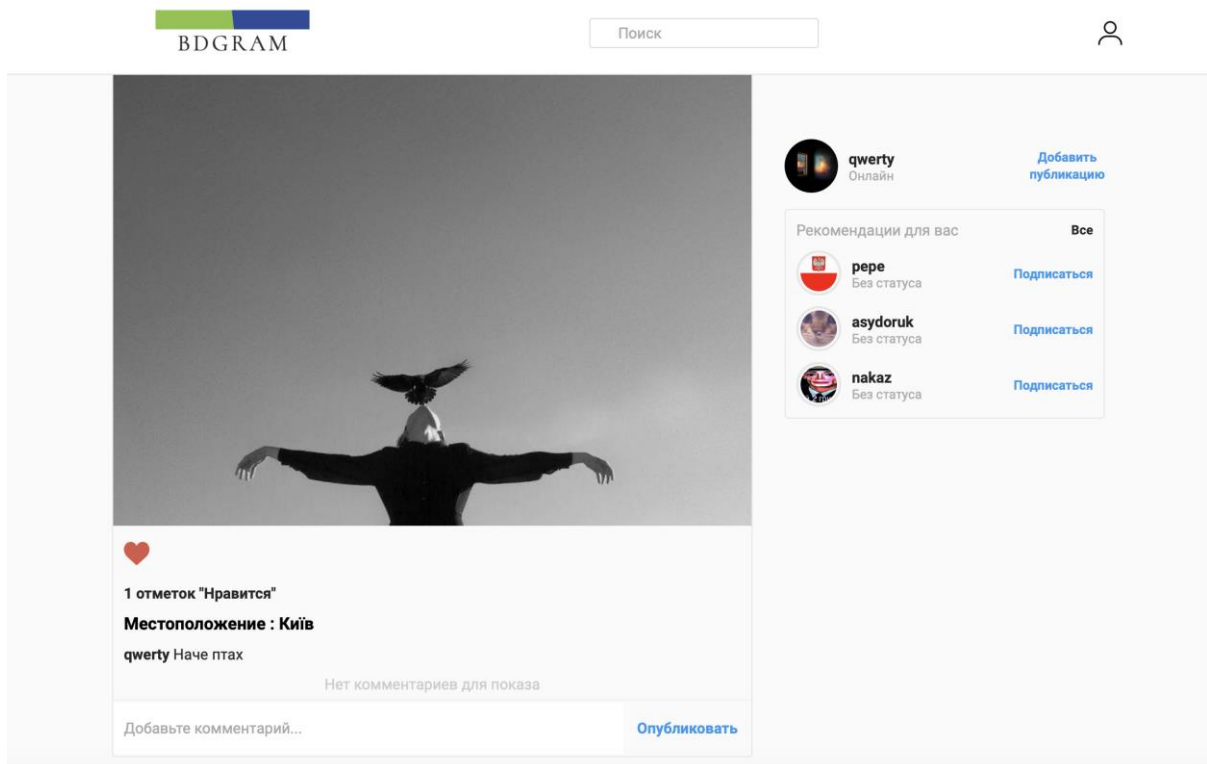 BDGRAM
Поиск
qwerty
Онлайн
Добавить
публикацию
Рекомендации для вас
Все
pepe
Без статуса
Подписаться
asydoruk
Без статуса
Подписаться
nakaz
Без статуса
Подписаться
1 отметок "Нравится"
Местоположение : Київ
qwerty Наче птах
Нет комментариев для показа
Добавьте комментарий...
Опубликовать